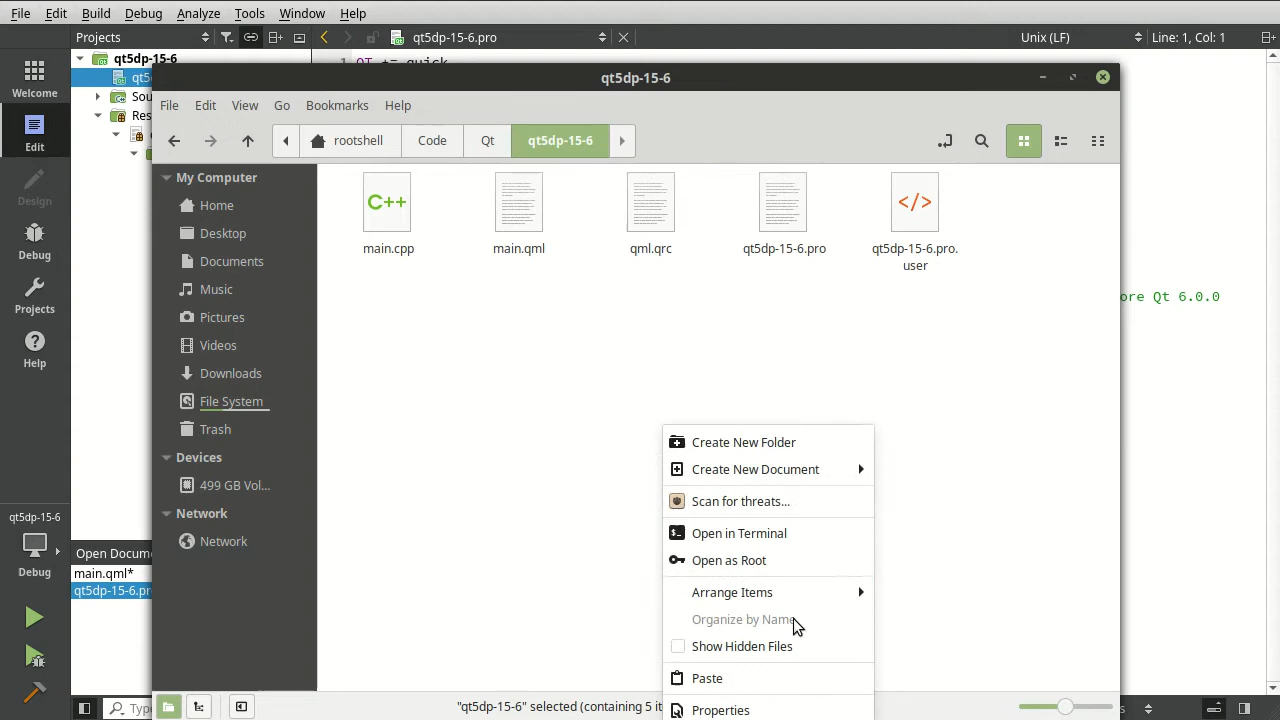 File Edit Build Debug Analyze Tools Window Help
Projects qt5dp-15-6.pro Unix (LF) Line: 1, Col: 1
qt5dp-15-6
QT += quick
Welcome
Edit
Design
Debug
Projects
Help
qt5dp-15-6
Debug
Open Docum
main.qml*
qt5dp-15-6.pr
qt5dp-15-6
File Edit View Go Bookmarks Help
rootshell Code Qt qt5dp-15-6
My Computer
Home
Desktop
Documents
Music
Pictures
Videos
Downloads
File System
Trash
Devices
499 GB Vol...
Network
Network
C++
</>
main.cpp main.qml qml.qrc qt5dp-15-6.pro qt5dp-15-6.pro.
user
ore Qt 6.0.0
Create New Folder
Create New Document
Scan for threats...
Open in Terminal
Open as Root
Arrange Items
Organize by Name
Show Hidden Files
Paste
Properties
"qt5dp-15-6" selected (containing 5 it